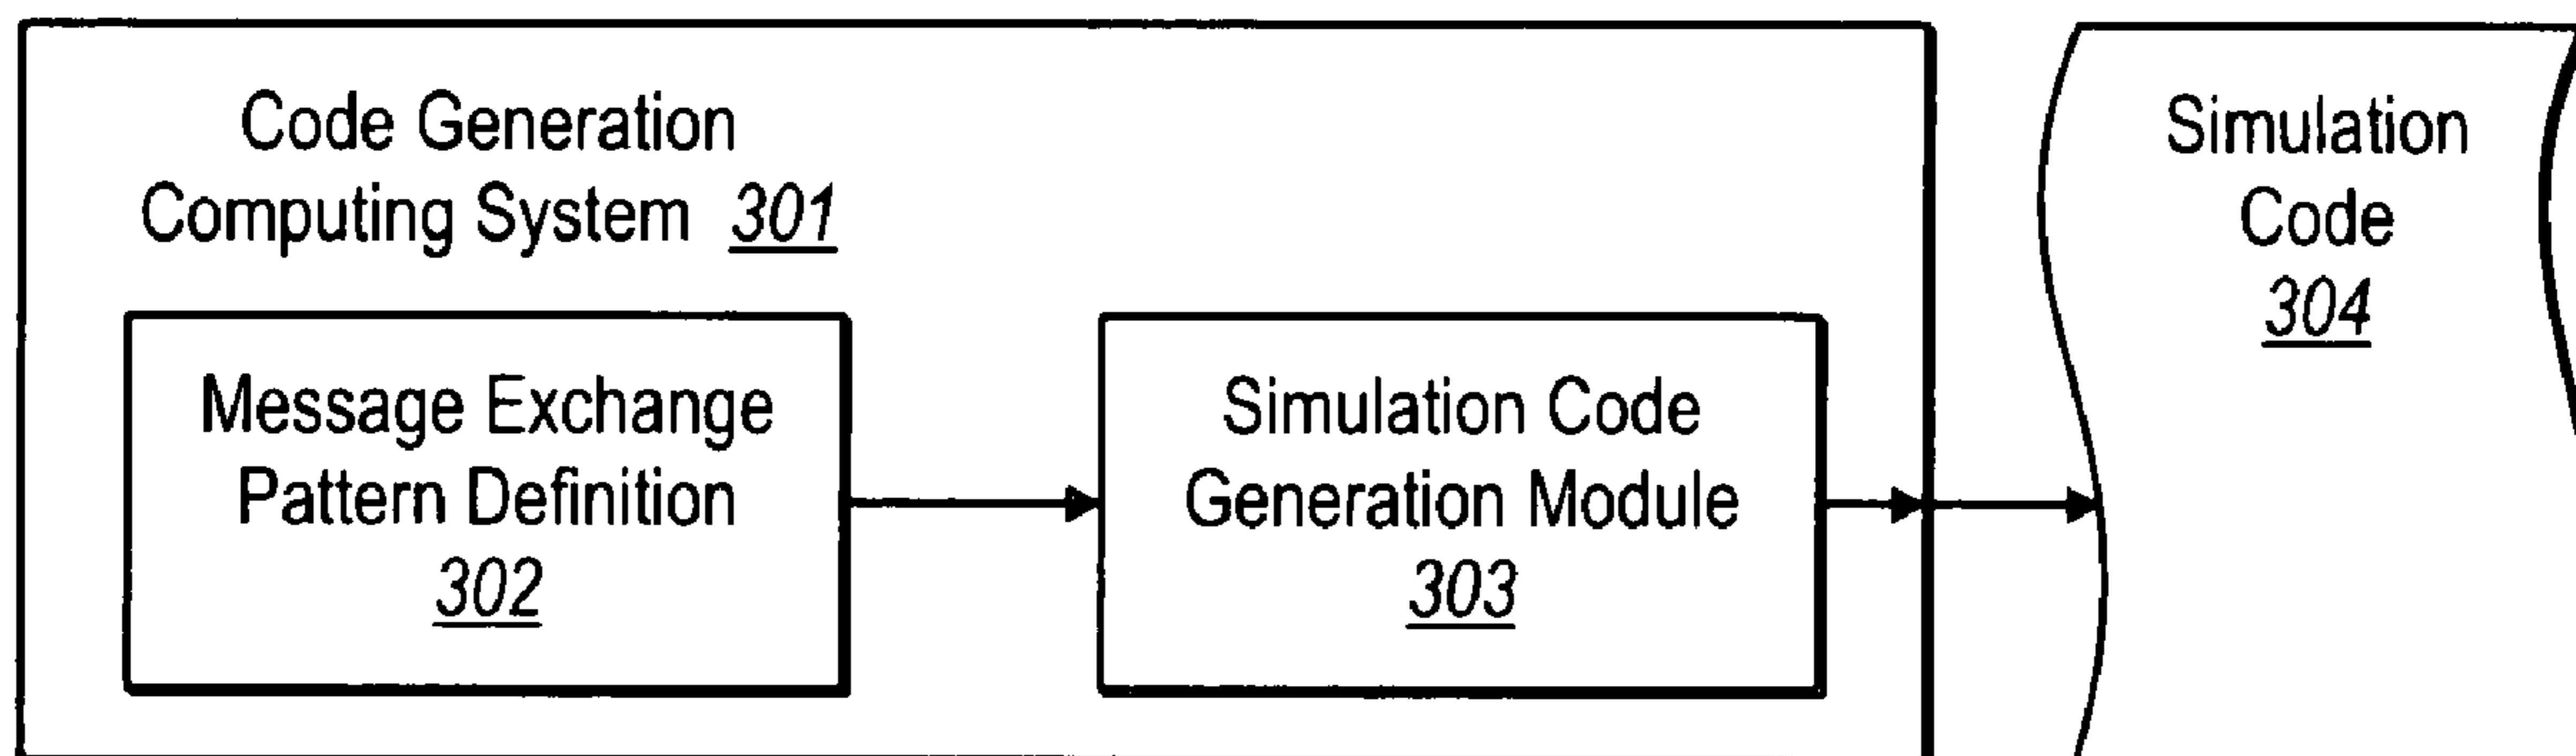 Code Generation
Computing System 301
Message Exchange
Pattern Definition
302
Simulation Code
Generation Module
303
Simulation
Code
304